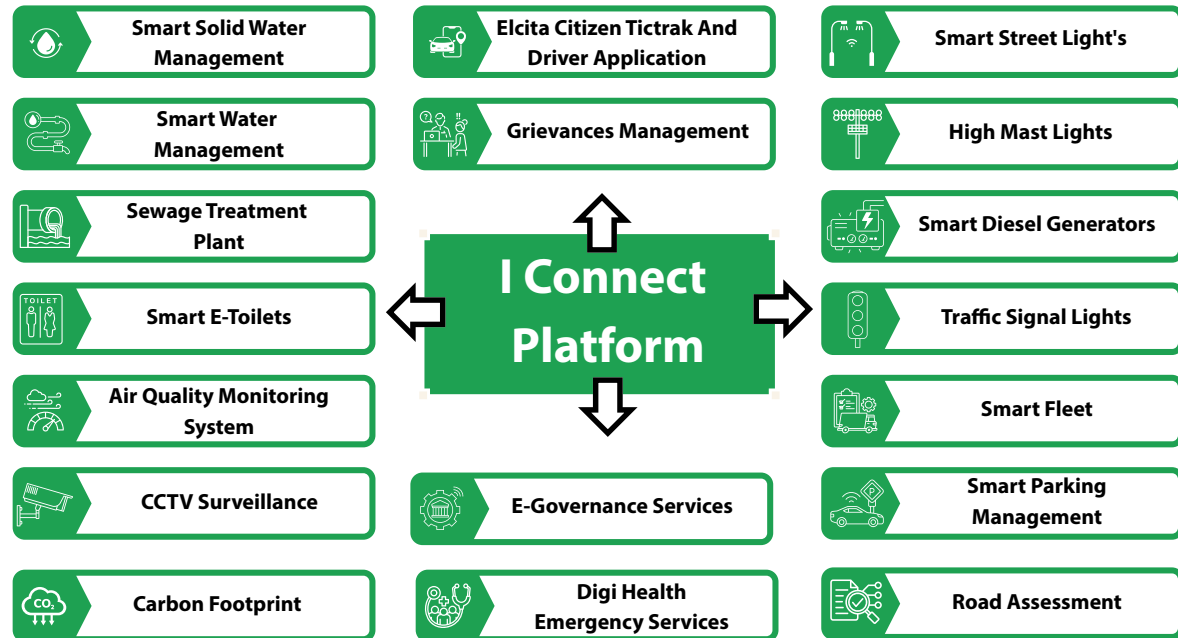 Smart Solid Water
Management
Smart Water
Management
Sewage Treatment
Plant
TOILET
Smart E-Toilets
Air Quality Monitoring
System
CCTV Surveillance
CO₂
Carbon Footprint
Elcita Citizen Tictrak And
Driver Application
?
!!
Grievances Management
I Connect
Platform
E-Governance Services
Digi Health
Emergency Services
Smart Street Light's
High Mast Lights
Smart Diesel Generators
Traffic Signal Lights
Smart Fleet
P
Smart Parking
Management
Road Assessment